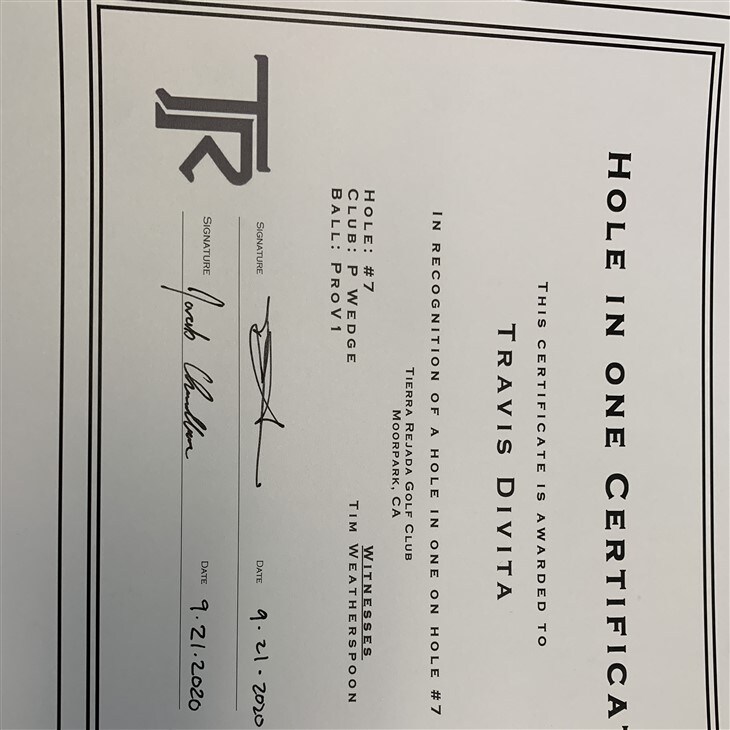 HOLE IN ONE CERTIFICA
THIS CERTIFICATE IS AWARDED TO
TRAVIS DIVITA
IN RECOGNITION OF A HOLE IN ONE ON HOLE #7
TIERRA REJADA GOLF CLUB
MOORPARK, CA
HOLE: #7
CLUB: P WEDGE
BALL: PROV1
WITNESSES
TIM WEATHERSPOON
TR
SIGNATURE DATE 9.21.2020
SIGNATURE DATE 9.21.2020